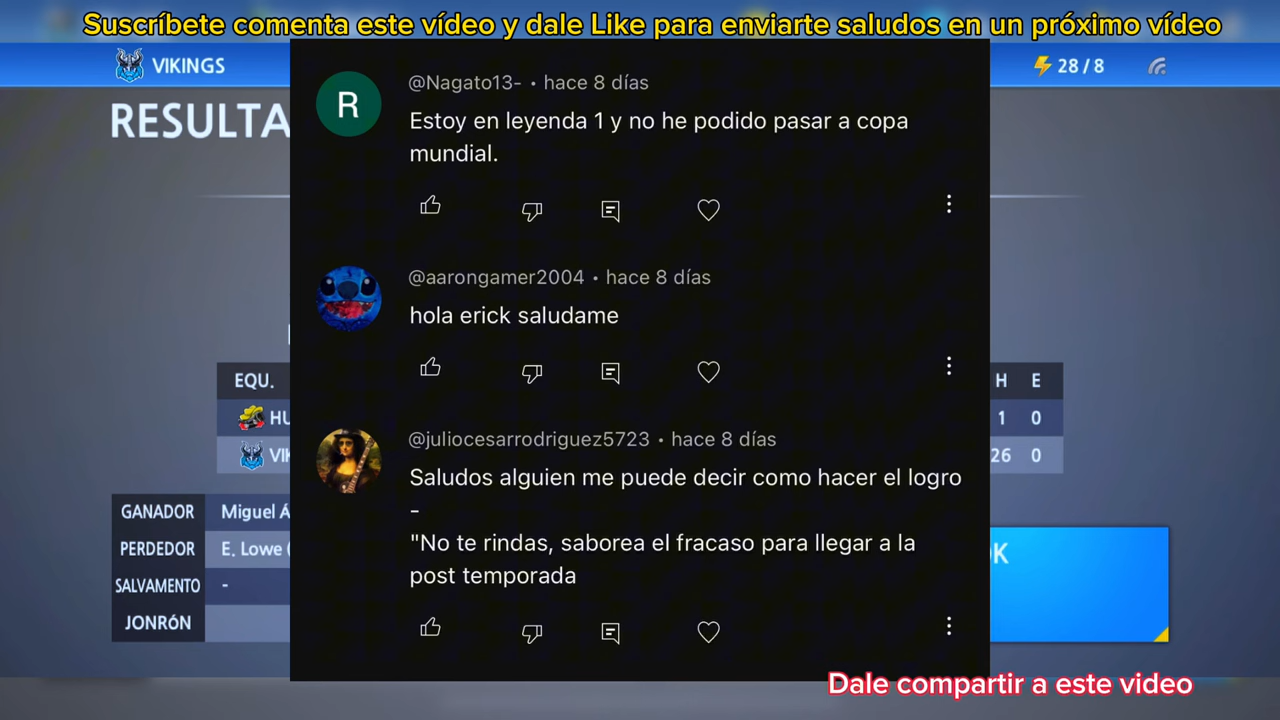 Suscríbete comenta este vídeo y dale Like para enviarte saludos en un próximo vídeo
VIKINGS
28 / 8
RESULTA
R
@Nagato13- • hace 8 días
Estoy en leyenda 1 y no he podido pasar a copa
mundial.
@aarongamer2004 • hace 8 días
hola erick saludame
EQU.
H E
HU
1 0
VIK
26 0
@juliocesarrodriguez5723 • hace 8 días
Saludos alguien me puede decir como hacer el logro
-
"No te rindas, saborea el fracaso para llegar a la
post temporada
GANADOR Miguel Á
PERDEDOR E. Lowe (
SALVAMENTO -
JONRÓN
OK
Dale compartir a este video